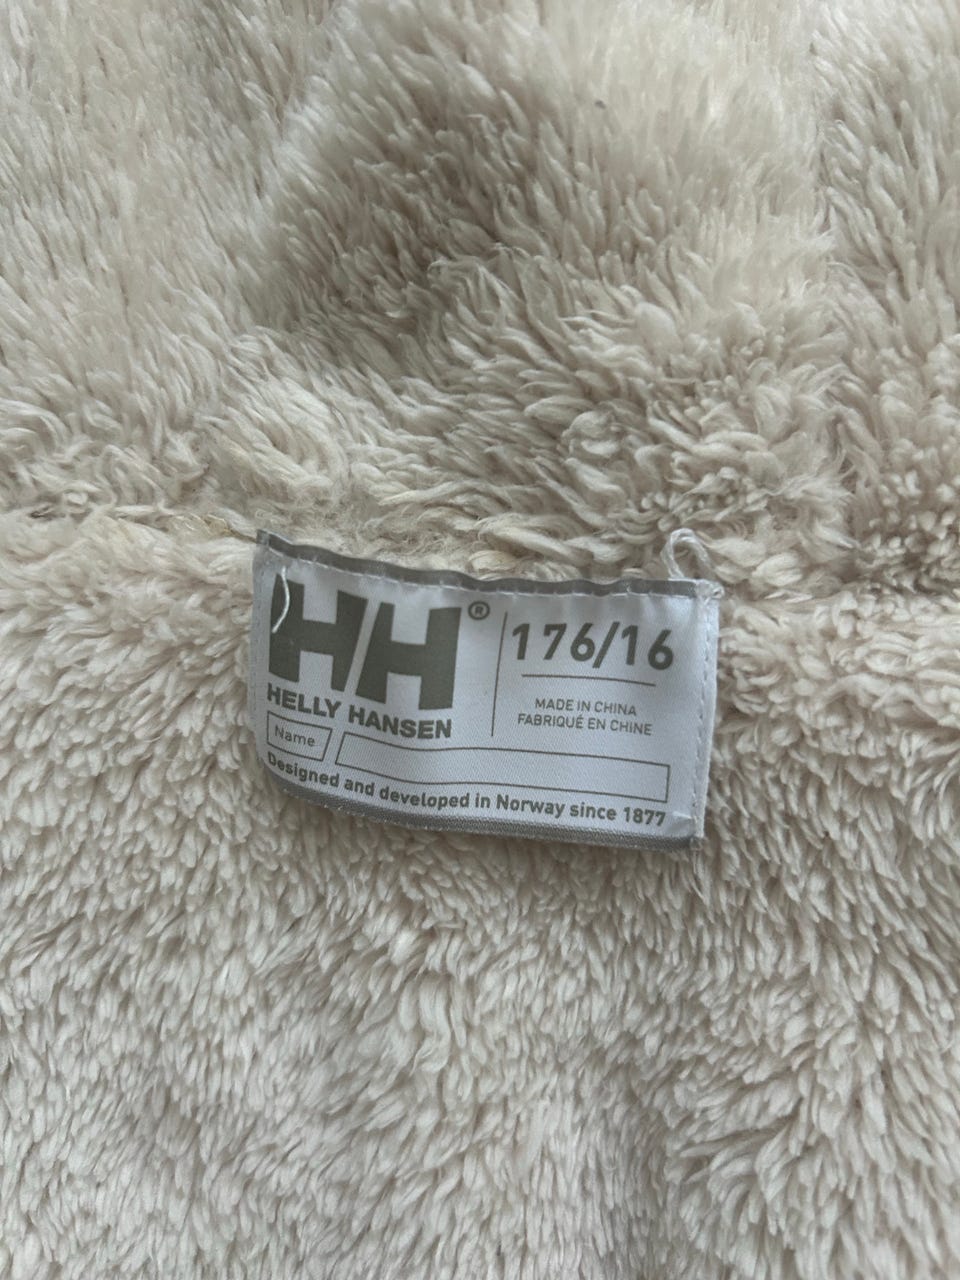 HH®
HELLY HANSEN
176/16
MADE IN CHINA
FABRIQUÉ EN CHINE
Name
Designed and developed in Norway since 1877